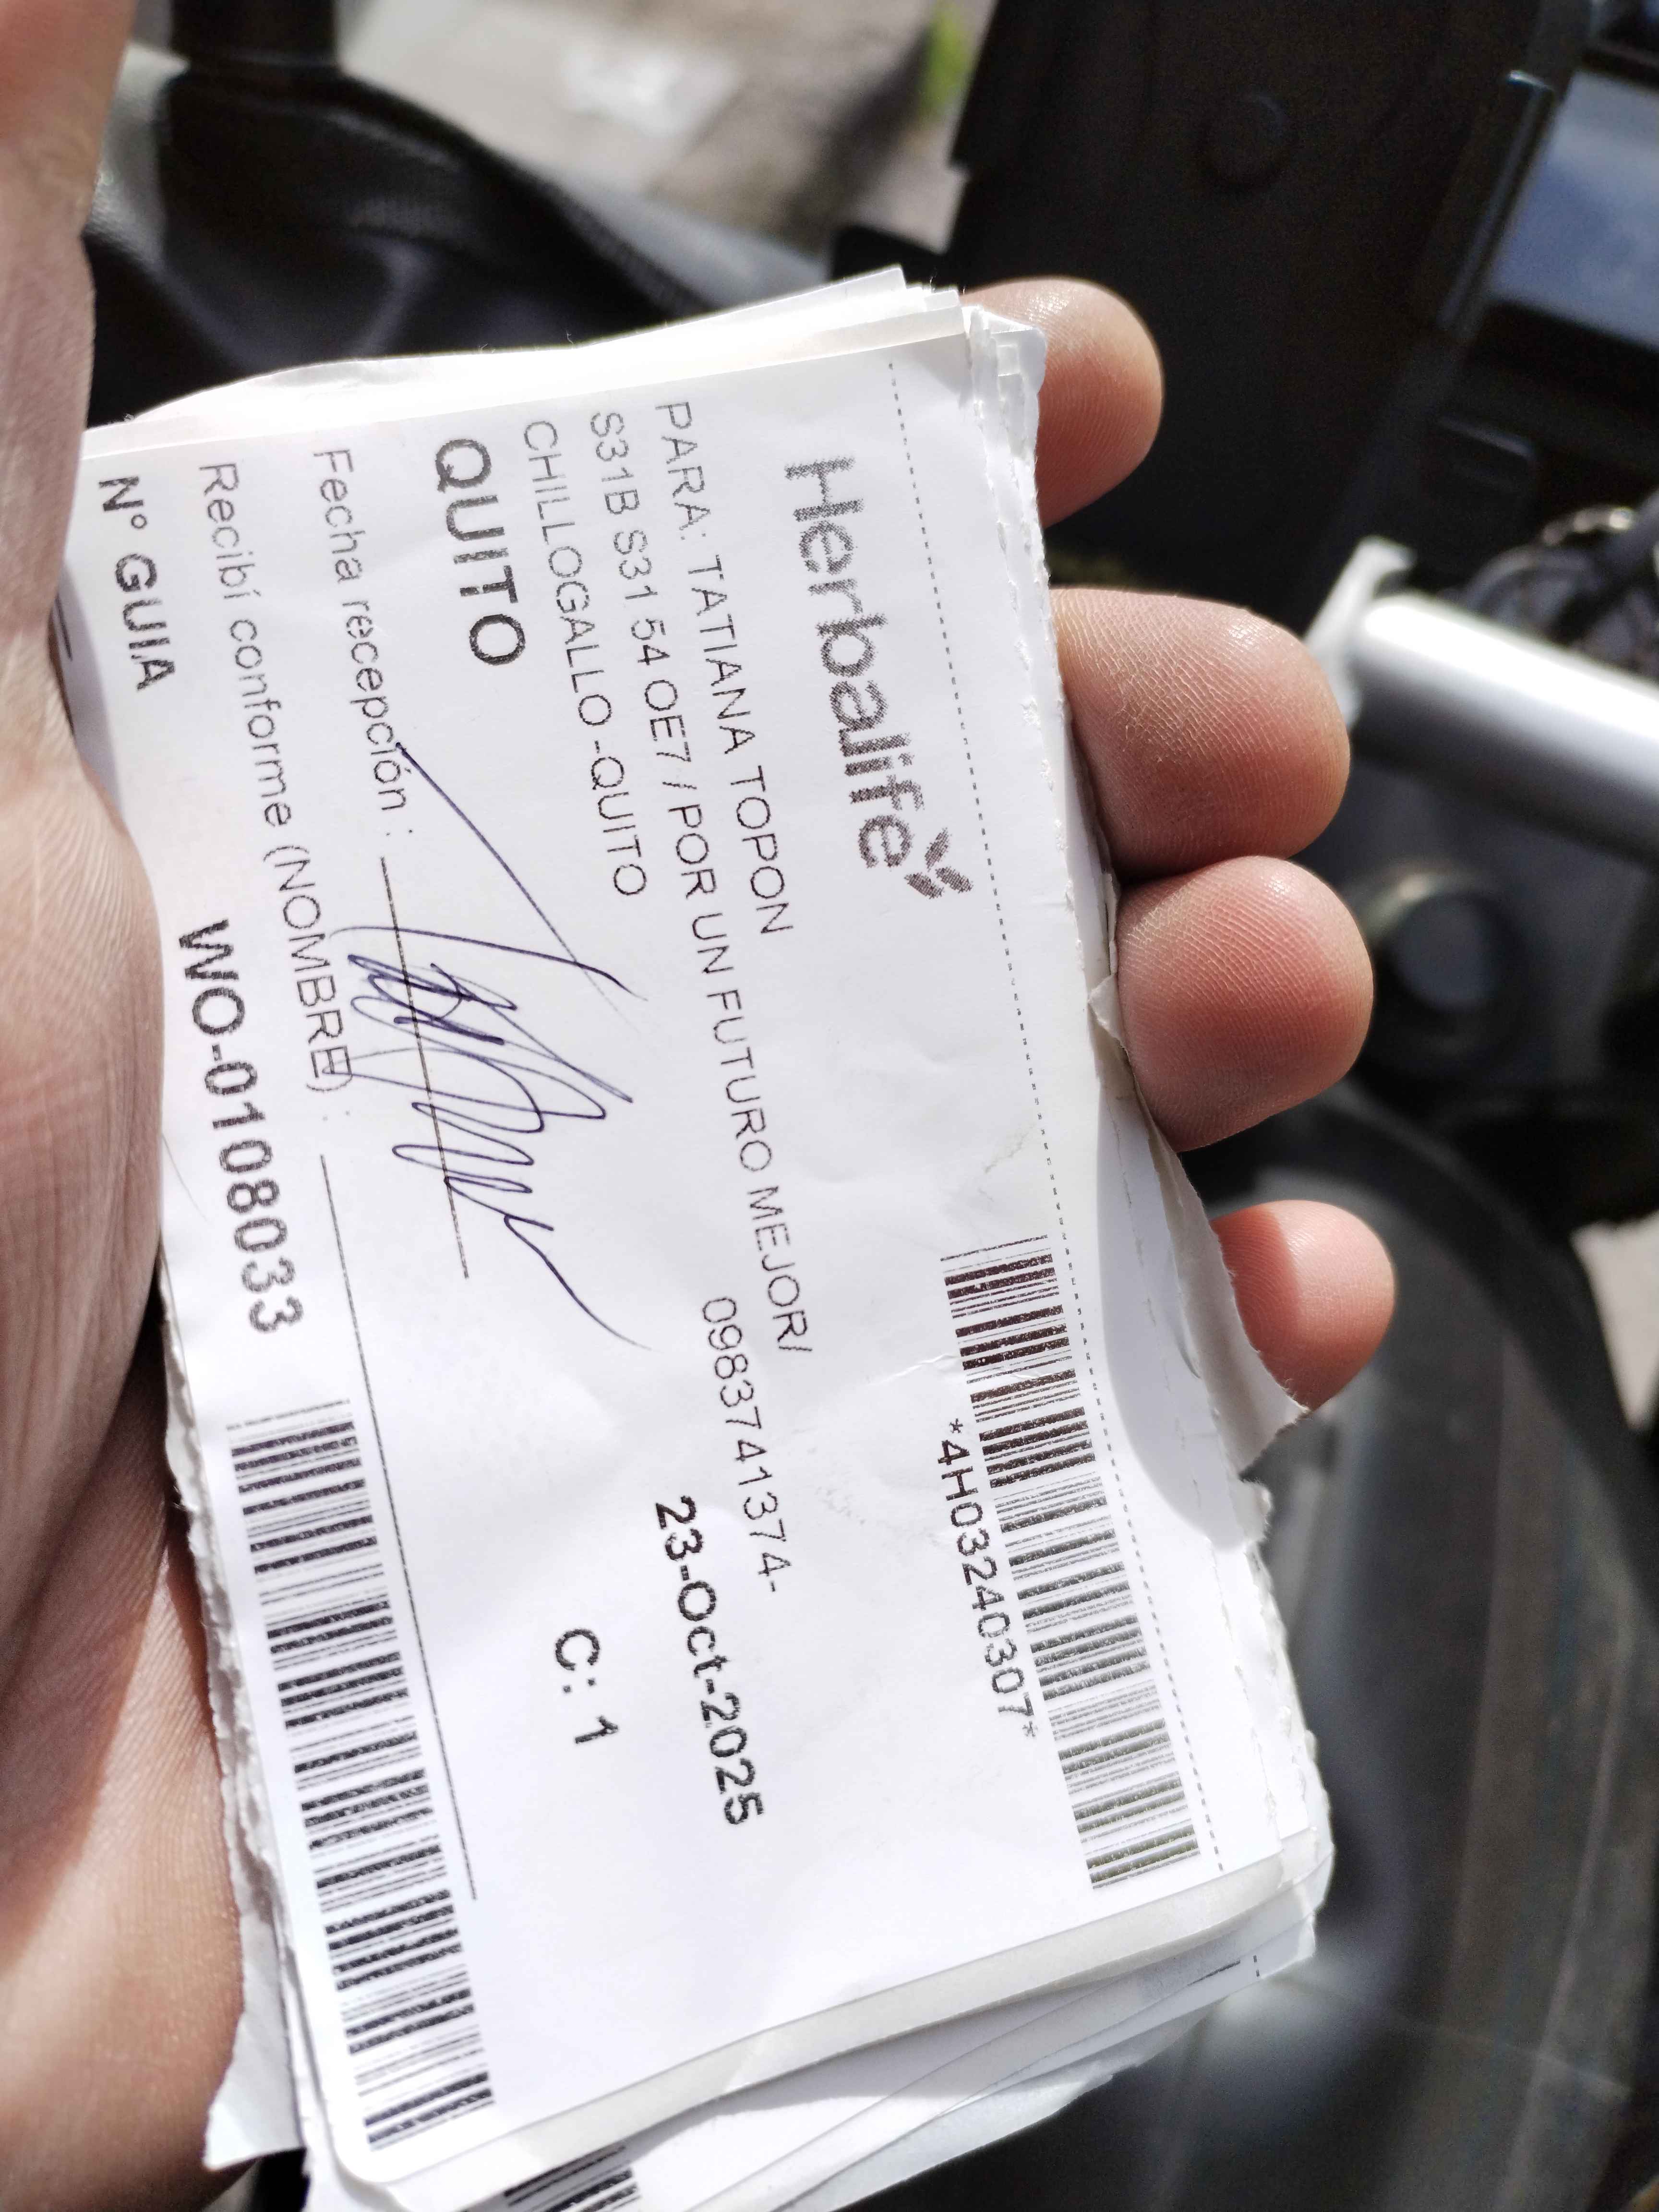 Herbalife
*4H03240307*
PARA: TATIANA TOPON
S31B S31 54 OE7 / POR UN FUTURO MEJOR/
CHILLOGALLO -QUITO
0983741374-
QUITO
23-Oct-2025
Fecha recepción :
C: 1
Recibí conforme (NOMBRE) :
N° GUIA
WO-0108033